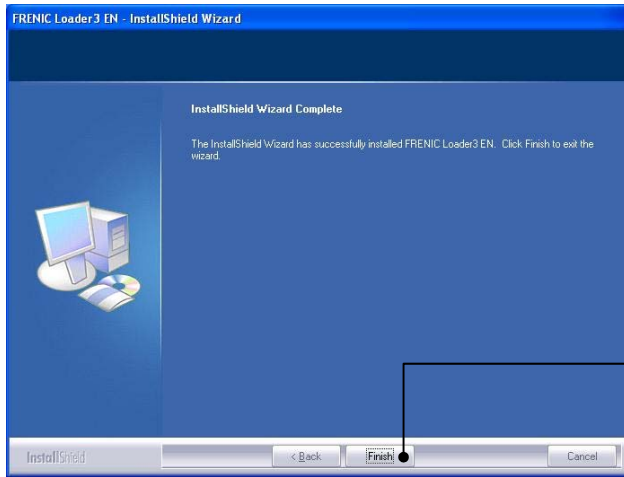 FRENIC Loader3 EN - InstallShield Wizard
InstallShield Wizard Complete
The InstallShield Wizard has successfully installed FRENIC Loader3 EN. Click Finish to exit the
wizard.
InstallShield
< Back
Finish
Cancel